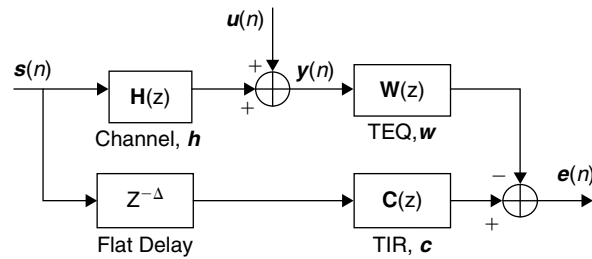 u(n)
s(n)
+
y(n)
H(z)
+
W(z)
Channel, h
TEQ, w
−
e(n)
Z^{−Δ}
C(z)
+
Flat Delay
TIR, c